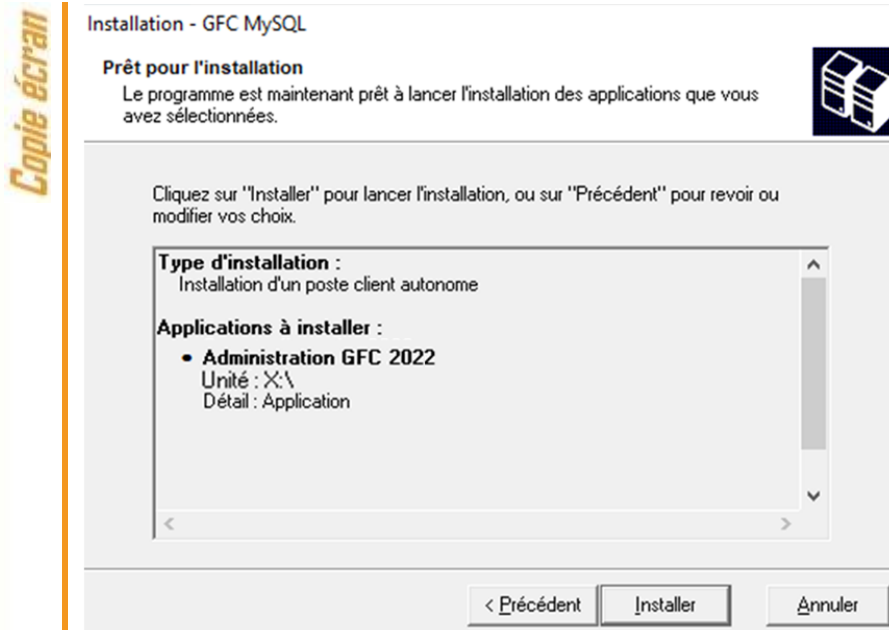 Copie écran
Installation - GFC MySQL
Prêt pour l'installation
Le programme est maintenant prêt à lancer l'installation des applications que vous
avez sélectionnées.
Cliquez sur "Installer" pour lancer l'installation, ou sur "Précédent" pour revoir ou
modifier vos choix.
Type d'installation :
Installation d'un poste client autonome
Applications à installer :
• Administration GFC 2022
Unité : X:\
Détail : Application
< Précédent
Installer
Annuler